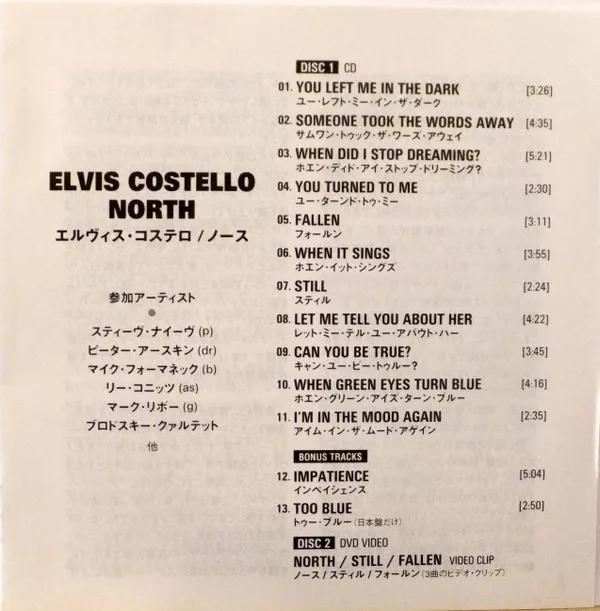 ELVIS COSTELLO
NORTH
エルヴィス・コステロ / ノース
参加アーティスト
●
スティーヴ・ナイーヴ (p)
ピーター・アースキン (dr)
マイク・フォーマネック (b)
リー・コニッツ (as)
マーク・リボー (g)
ブロドスキー・クァルテット
他
DISC 1 CD
01. YOU LEFT ME IN THE DARK [3:26]
ユー・レフト・ミー・イン・ザ・ダーク
02. SOMEONE TOOK THE WORDS AWAY [4:35]
サムワン・トゥック・ザ・ワーズ・アウェイ
03. WHEN DID I STOP DREAMING? [5:21]
ホエン・ディド・アイ・ストップ・ドリーミング?
04. YOU TURNED TO ME [2:30]
ユー・ターンド・トゥ・ミー
05. FALLEN [3:11]
フォールン
06. WHEN IT SINGS [3:55]
ホエン・イット・シングズ
07. STILL [2:24]
スティル
08. LET ME TELL YOU ABOUT HER [4:22]
レット・ミー・テル・ユー・アバウト・ハー
09. CAN YOU BE TRUE? [3:45]
キャン・ユー・ビー・トゥルー?
10. WHEN GREEN EYES TURN BLUE [4:16]
ホエン・グリーン・アイズ・ターン・ブルー
11. I'M IN THE MOOD AGAIN [2:35]
アイム・イン・ザ・ムード・アゲイン
BONUS TRACKS
12. IMPATIENCE [5:04]
インペイシェンス
13. TOO BLUE [2:50]
トゥー・ブルー(日本盤だけ)
DISC 2 DVD VIDEO
NORTH / STILL / FALLEN VIDEO CLIP
ノース / スティル / フォールン(3曲のビデオ・クリップ)